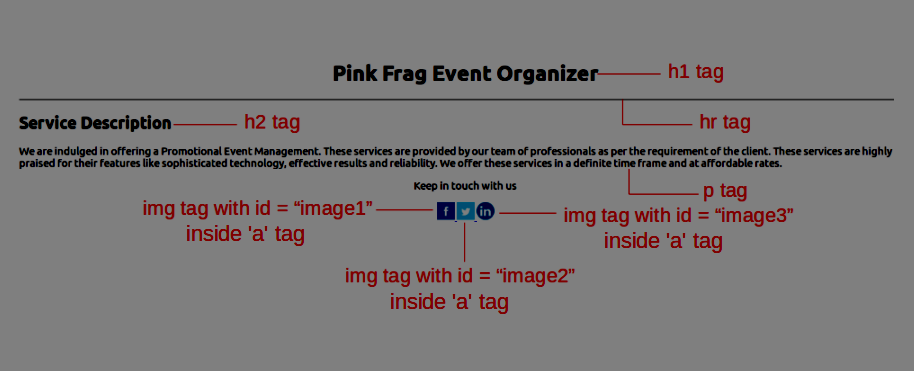 Pink Frag Event Organizer
h1 tag
Service Description
h2 tag
hr tag
We are indulged in offering a Promotional Event Management. These services are provided by our team of professionals as per the requirement of the client. These services are highly
praised for their features like sophisticated technology, effective results and reliability. We offer these services in a definite time frame and at affordable rates.
Keep in touch with us
p tag
img tag with id = “image1”
inside 'a' tag
f
in
img tag with id = “image3”
inside 'a' tag
img tag with id = “image2”
inside 'a' tag